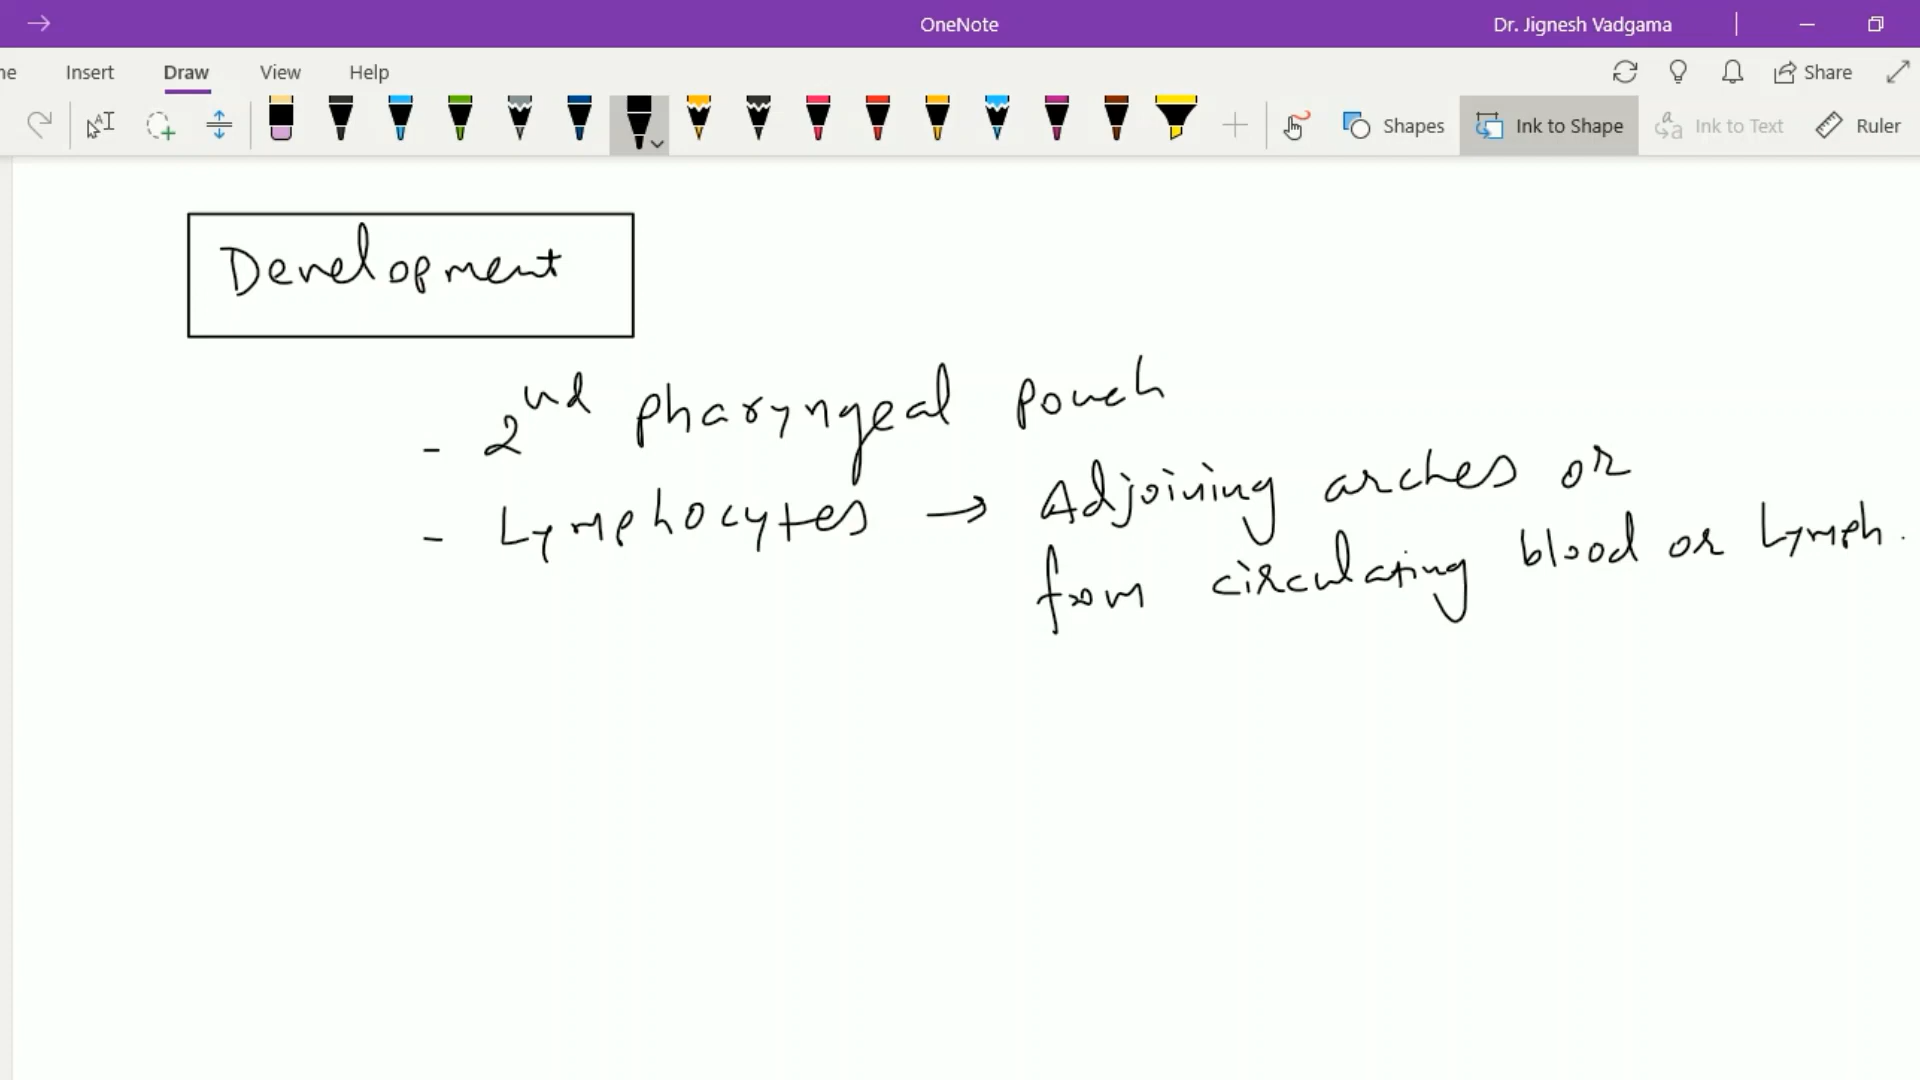 OneNote
Dr. Jignesh Vadgama
Insert Draw View Help
Share
Shapes Ink to Shape Ink to Text Ruler
Development
- 2nd pharyngeal pouch
- Lymphocytes → Adjoining arches or
from circulating blood or Lymph.